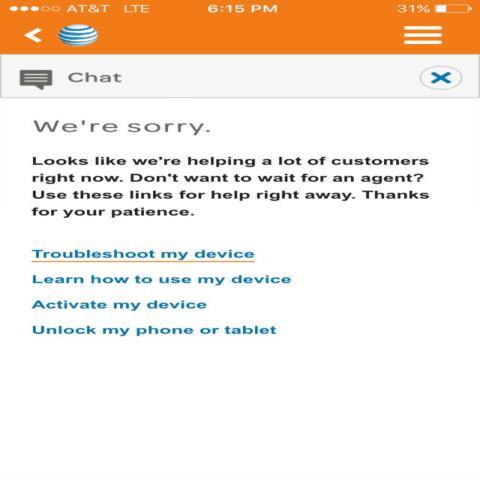 AT&T LTE 6:15 PM 31%
Chat
We're sorry.
Looks like we're helping a lot of customers
right now. Don't want to wait for an agent?
Use these links for help right away. Thanks
for your patience.
Troubleshoot my device
Learn how to use my device
Activate my device
Unlock my phone or tablet